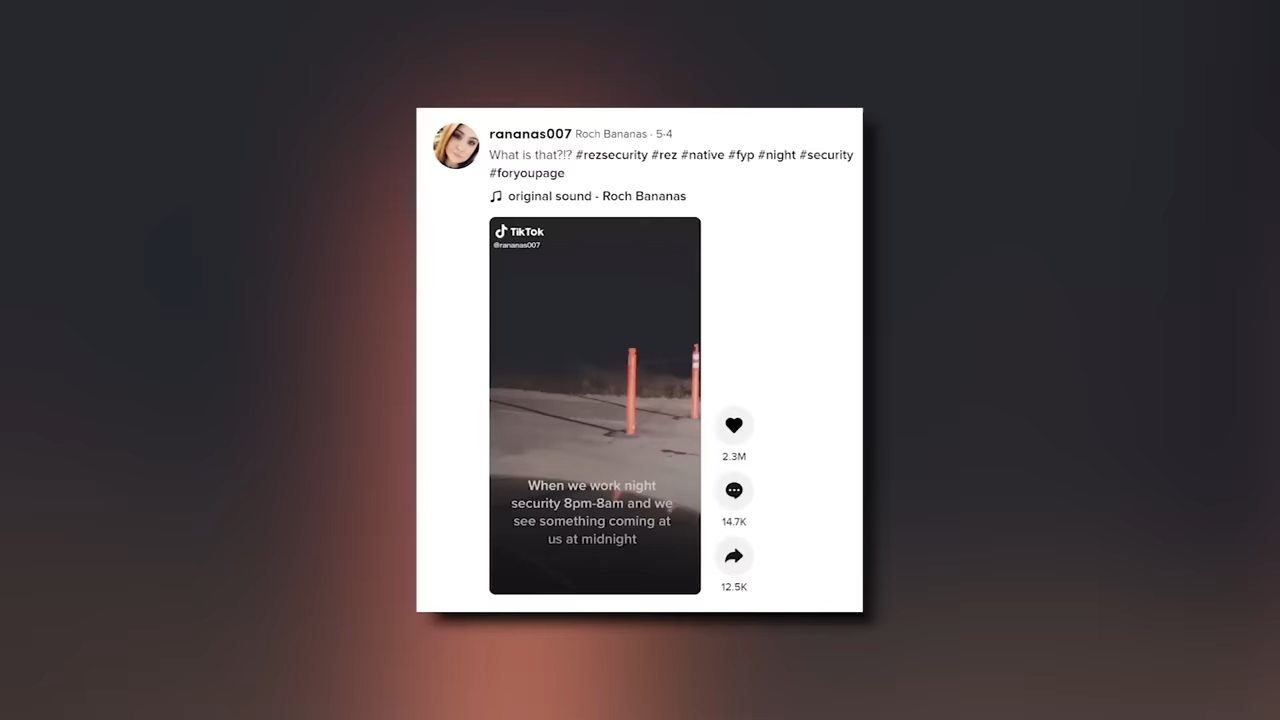 rananas007 Roch Bananas · 5-4
What is that?!? #rezsecurity #rez #native #fyp #night #security
#foryoupage
original sound - Roch Bananas
TikTok
@rananas007
When we work night
security 8pm-8am and we
see something coming at
us at midnight
2.3M
14.7K
12.5K